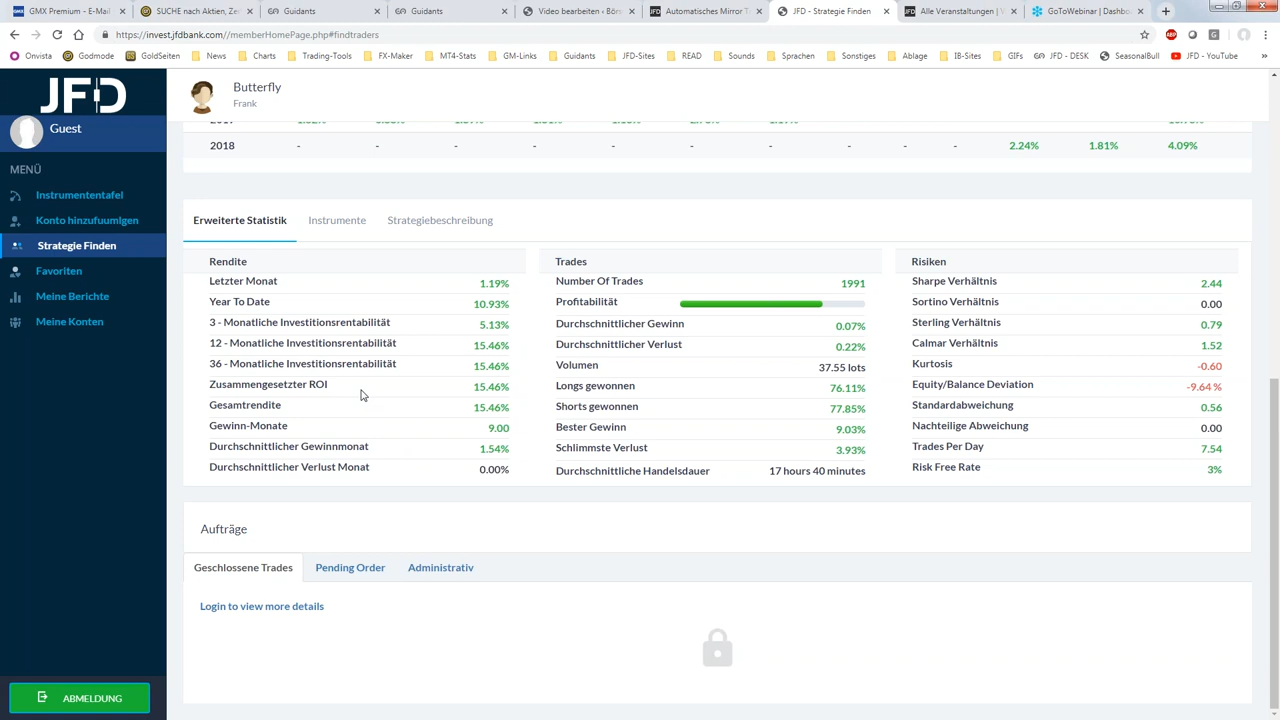 GMX Premium - E-Mail
SUCHE nach Aktien, Ze
Guidants
Guidants
Video bearbeiten ‹ Bör
Automatisches Mirror T
JFD - Strategie Finden
Alle Veranstaltungen | V
GoToWebinar | Dashbo
https://invest.jfdbank.com//memberHomePage.php#findtraders
Onvista
Godmode
GoldSeiten
News
Charts
Trading-Tools
FX-Maker
MT4-Stats
GM-Links
Guidants
JFD-Sites
READ
Sounds
Sprachen
Sonstiges
Ablage
IB-Sites
GIFs
JFD - DESK
SeasonalBull
JFD - YouTube
JFD
Guest
MENÜ
Instrumententafel
Konto hinzufuumlgen
Strategie Finden
Favoriten
Meine Berichte
Meine Konten
ABMELDUNG
Butterfly
Frank
2018 - - - - - - - - - - 2.24% 1.81% 4.09%
Erweiterte Statistik Instrumente Strategiebeschreibung
Rendite
Letzter Monat 1.19%
Year To Date 10.93%
3 - Monatliche Investitionsrentabilität 5.13%
12 - Monatliche Investitionsrentabilität 15.46%
36 - Monatliche Investitionsrentabilität 15.46%
Zusammengesetzter ROI 15.46%
Gesamtrendite 15.46%
Gewinn-Monate 9.00
Durchschnittlicher Gewinnmonat 1.54%
Durchschnittlicher Verlust Monat 0.00%
Trades
Number Of Trades 1991
Profitabilität
Durchschnittlicher Gewinn 0.07%
Durchschnittlicher Verlust 0.22%
Volumen 37.55 lots
Longs gewonnen 76.11%
Shorts gewonnen 77.85%
Bester Gewinn 9.03%
Schlimmste Verlust 3.93%
Durchschnittliche Handelsdauer 17 hours 40 minutes
Risiken
Sharpe Verhältnis 2.44
Sortino Verhältnis 0.00
Sterling Verhältnis 0.79
Calmar Verhältnis 1.52
Kurtosis -0.60
Equity/Balance Deviation -9.64 %
Standardabweichung 0.56
Nachteilige Abweichung 0.00
Trades Per Day 7.54
Risk Free Rate 3%
Aufträge
Geschlossene Trades Pending Order Administrativ
Login to view more details